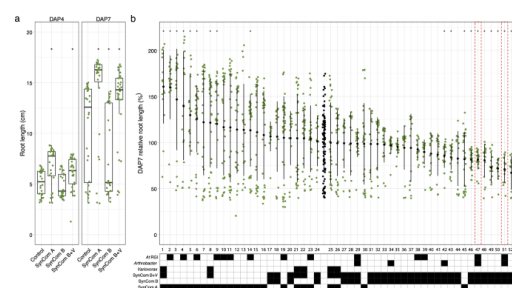 a
DAP4 DAP7
20
15
10
5
0
Root length (cm)
Control
SynCom A
SynCom B
SynCom B+V
Control
SynCom A
SynCom B
SynCom B+V
b
200
150
100
50
0
DAP7 relative root length (%)
1 2 3 4 5 6 7 8 9 10 11 12 13 14 15 16 17 18 19 20 21 22 23 24 25 26 27 28 29 30 31 32 33 34 35 36 37 38 39 40 41 42 43 44 45 46 47 48 49 50 51 52
Arthrobacter
Variovorax
SynCom B+V
SynCom B
SynCom A